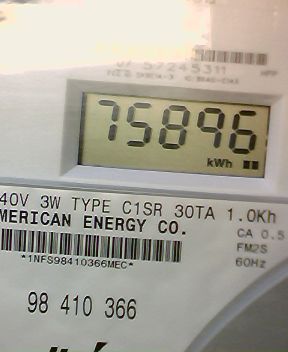 57245311
75896
kWh
40V 3W TYPE C1SR 30TA 1.0Kh
MERICAN ENERGY CO.
CA 0.5
FM2S
60Hz
*1NFS98410366MEC*
98 410 366